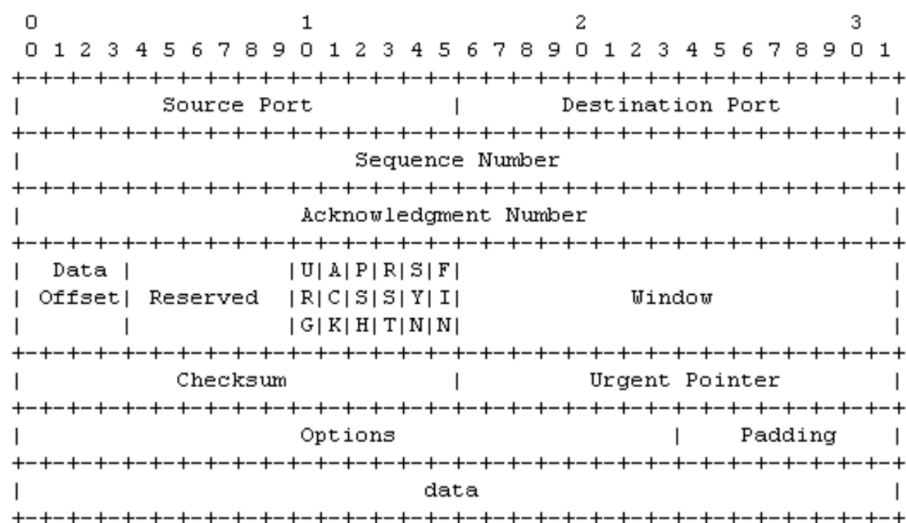 0                   1                   2                   3
 0 1 2 3 4 5 6 7 8 9 0 1 2 3 4 5 6 7 8 9 0 1 2 3 4 5 6 7 8 9 0 1
+-+-+-+-+-+-+-+-+-+-+-+-+-+-+-+-+-+-+-+-+-+-+-+-+-+-+-+-+-+-+-+-+
|          Source Port          |       Destination Port        |
+-+-+-+-+-+-+-+-+-+-+-+-+-+-+-+-+-+-+-+-+-+-+-+-+-+-+-+-+-+-+-+-+
|                        Sequence Number                        |
+-+-+-+-+-+-+-+-+-+-+-+-+-+-+-+-+-+-+-+-+-+-+-+-+-+-+-+-+-+-+-+-+
|                    Acknowledgment Number                      |
+-+-+-+-+-+-+-+-+-+-+-+-+-+-+-+-+-+-+-+-+-+-+-+-+-+-+-+-+-+-+-+-+
|  Data |           |U|A|P|R|S|F|                               |
| Offset| Reserved  |R|C|S|S|Y|I|            Window             |
|       |           |G|K|H|T|N|N|                               |
+-+-+-+-+-+-+-+-+-+-+-+-+-+-+-+-+-+-+-+-+-+-+-+-+-+-+-+-+-+-+-+-+
|           Checksum            |         Urgent Pointer        |
+-+-+-+-+-+-+-+-+-+-+-+-+-+-+-+-+-+-+-+-+-+-+-+-+-+-+-+-+-+-+-+-+
|                    Options                    |    Padding    |
+-+-+-+-+-+-+-+-+-+-+-+-+-+-+-+-+-+-+-+-+-+-+-+-+-+-+-+-+-+-+-+-+
|                             data                              |
+-+-+-+-+-+-+-+-+-+-+-+-+-+-+-+-+-+-+-+-+-+-+-+-+-+-+-+-+-+-+-+-+